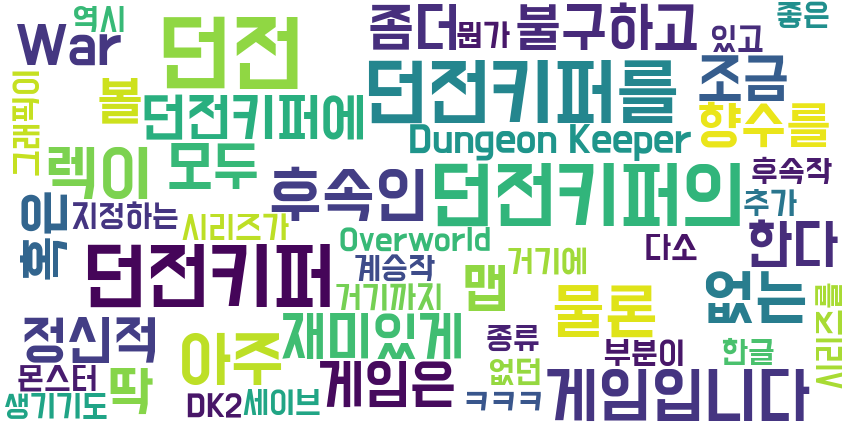 역시
War
던전
좀더
뭔가
불구하고
있고
좋은
그래픽이
볼
던전키퍼에
던전키퍼를
조금
향수를
Dungeon Keeper
렉이
모두
후속인
던전키퍼의
후속작
추가
혹은
지정하는
시리즈가
Overworld
다소
한다
던전키퍼
계승작
거기에
거기까지
맵
물론
없는
시리즈를
정신적
아주
재미있게
종류
부분이
한글
몬스터
딱
게임은
없던
게임입니다
생기기도
DK2
세이브
ㅋㅋㅋㅋ